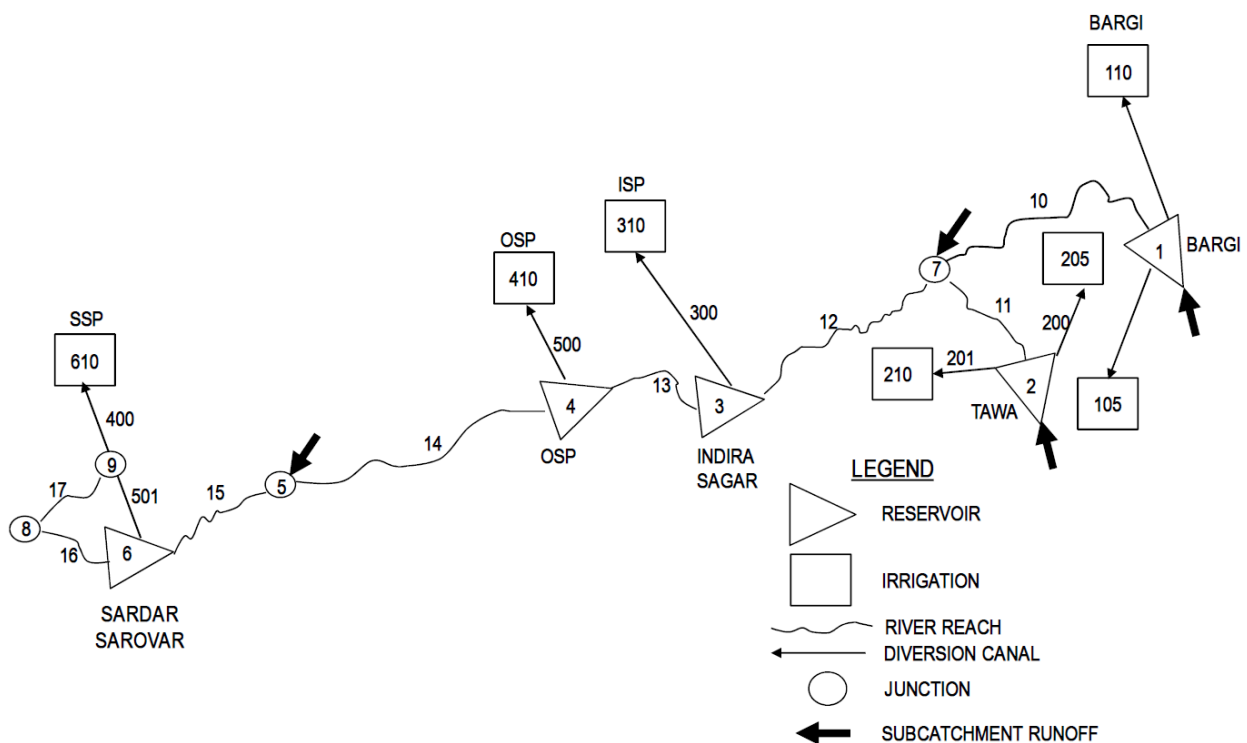 BARGI
110
ISP
310
10
OSP
410
7
205
1
BARGI
SSP
610
300
12
11
200
500
201
210
2
400
13
4
3
TAWA
105
14
OSP
INDIRA
SAGAR
9
5
LEGEND
17
501
15
8
16
6
RESERVOIR
SARDAR
SAROVAR
IRRIGATION
RIVER REACH
DIVERSION CANAL
JUNCTION
SUBCATCHMENT RUNOFF